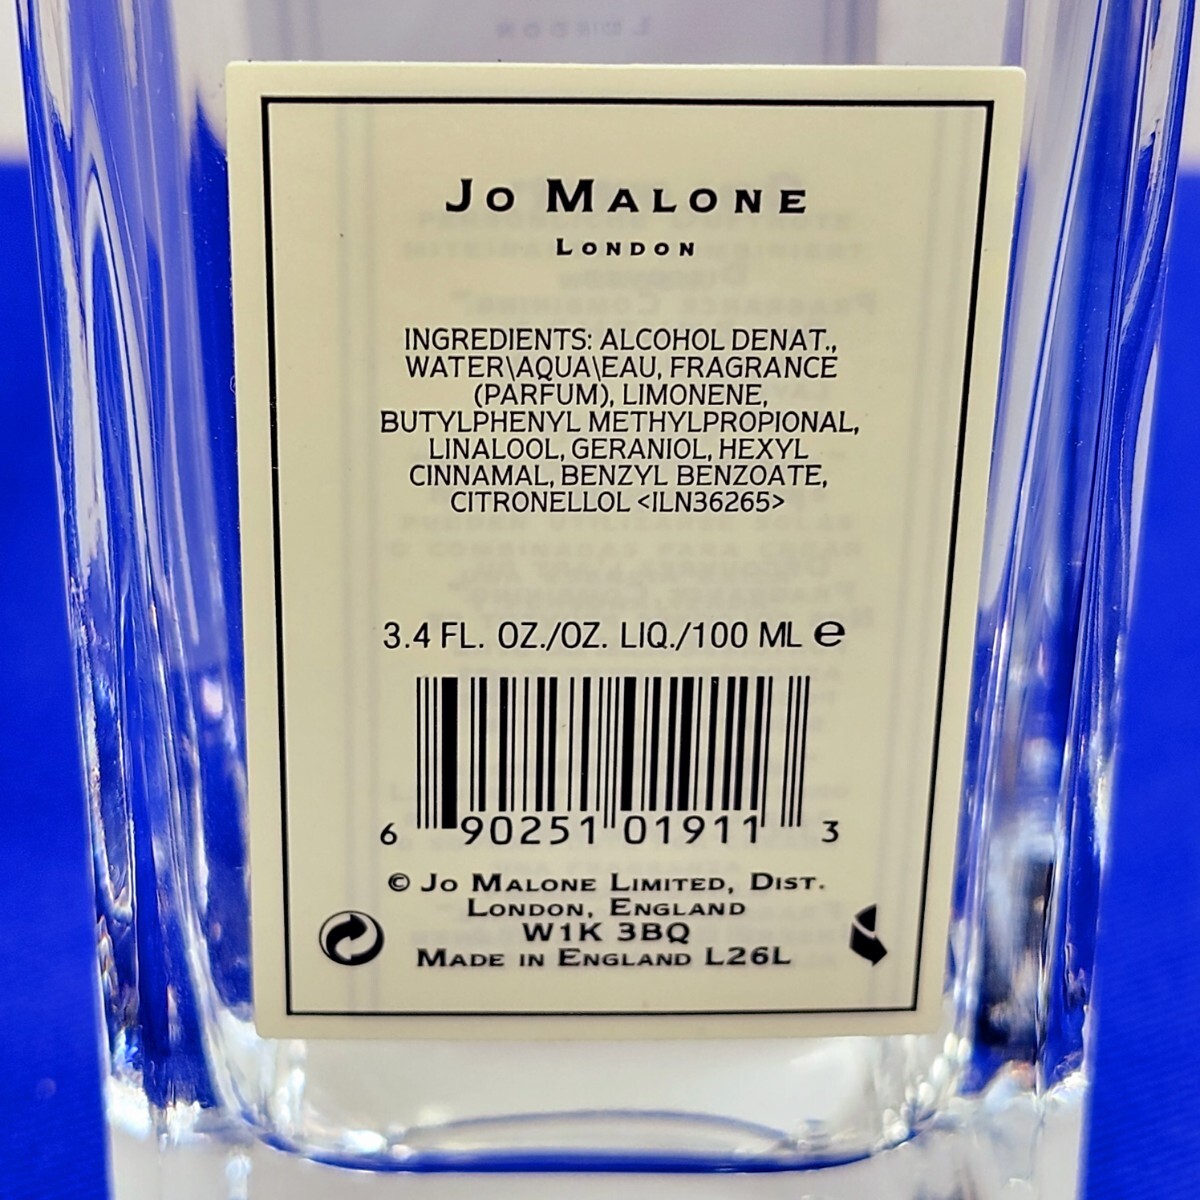 JO MALONE
LONDON
INGREDIENTS: ALCOHOL DENAT.,
WATER\AQUA\EAU, FRAGRANCE
(PARFUM), LIMONENE,
BUTYLPHENYL METHYLPROPIONAL,
LINALOOL, GERANIOL, HEXYL
CINNAMAL, BENZYL BENZOATE,
CITRONELLOL <ILN36265>
3.4 FL. OZ./OZ. LIQ./100 ML ℮
6 90251 01911 3
© JO MALONE LIMITED, DIST.
LONDON, ENGLAND
W1K 3BQ
MADE IN ENGLAND L26L